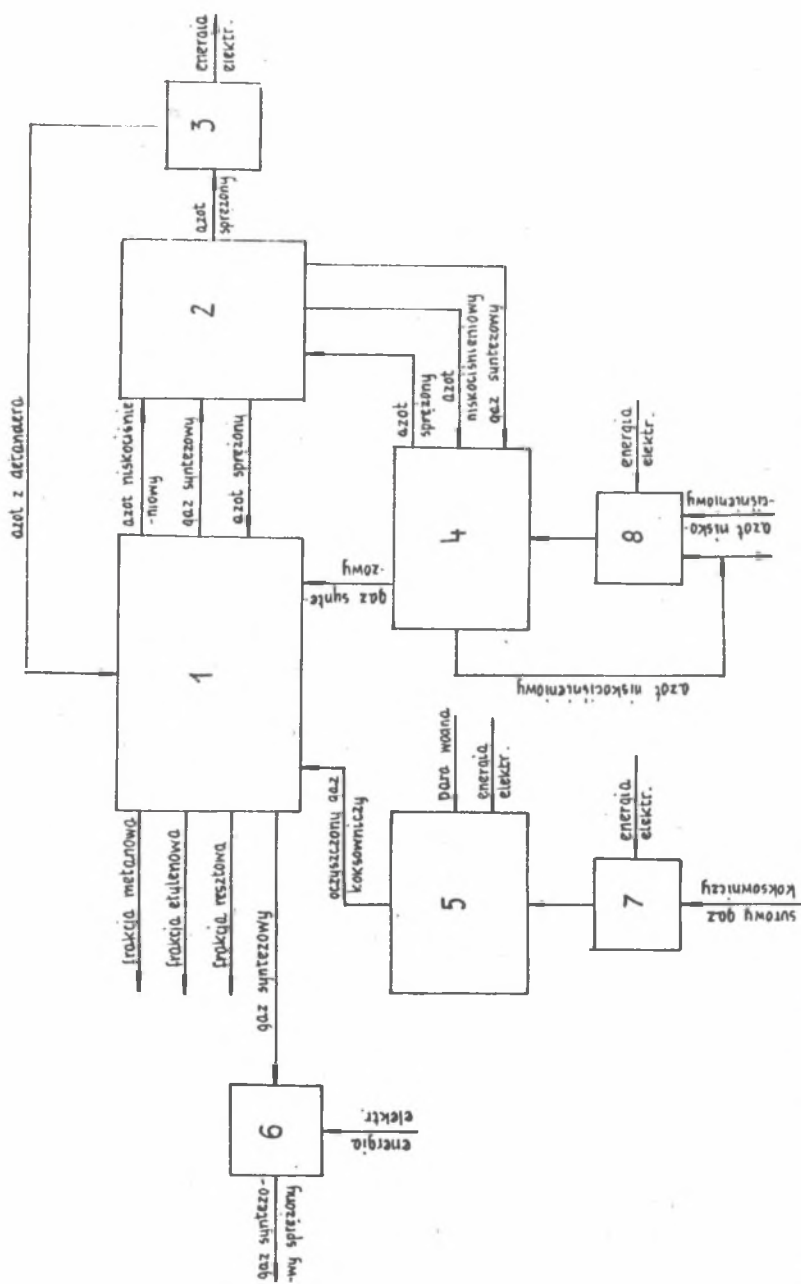 energia
elektr.
3
azot z detandera
azot
sprężony
2
azot niskociśnie
-niowy
gaz syntezowy
azot sprężony
azot
sprężony
azot
niskociśnieniowy
gaz syntezowy
1
gaz synte-
zowy
4
energia
elektr.
8
azot nisko-
-ciśnieniowy
azot niskociśnieniowy
frakcja metanowa
frakcja etylenowa
frakcja resztowa
gaz syntezowy
oczyszczony gaz
koksowniczy
para wodna
energia
elektr.
5
energia
elektr.
7
surowy gaz
koksowniczy
6
energia
elektr.
gaz syntezo-
-wy sprężony